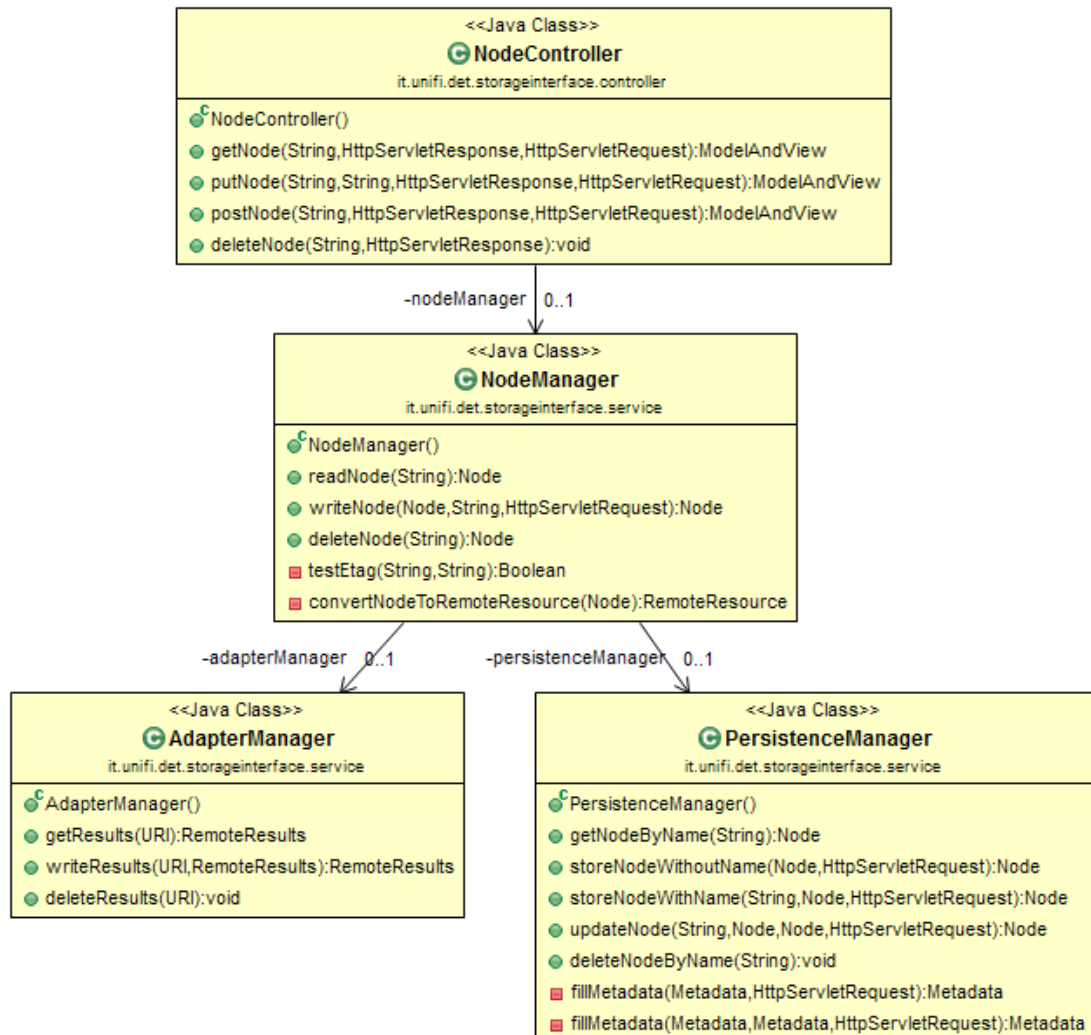 <<Java Class>>
C NodeController
it.unifi.det.storageinterface.controller
C NodeController()
getNode(String,HttpServletResponse,HttpServletRequest):ModelAndView
putNode(String,String,HttpServletResponse,HttpServletRequest):ModelAndView
postNode(String,HttpServletResponse,HttpServletRequest):ModelAndView
deleteNode(String,HttpServletResponse):void
-nodeManager 0..1
<<Java Class>>
C NodeManager
it.unifi.det.storageinterface.service
C NodeManager()
readNode(String):Node
writeNode(Node,String,HttpServletRequest):Node
deleteNode(String):Node
testEtag(String,String):Boolean
convertNodeToRemoteResource(Node):RemoteResource
-adapterManager 0..1
-persistenceManager 0..1
<<Java Class>>
C AdapterManager
it.unifi.det.storageinterface.service
C AdapterManager()
getResults(URI):RemoteResults
writeResults(URI,RemoteResults):RemoteResults
deleteResults(URI):void
<<Java Class>>
C PersistenceManager
it.unifi.det.storageinterface.service
C PersistenceManager()
getNodeByName(String):Node
storeNodeWithoutName(Node,HttpServletRequest):Node
storeNodeWithName(String,Node,HttpServletRequest):Node
updateNode(String,Node,Node,HttpServletRequest):Node
deleteNodeByName(String):void
fillMetadata(Metadata,HttpServletRequest):Metadata
fillMetadata(Metadata,Metadata,HttpServletRequest):Metadata